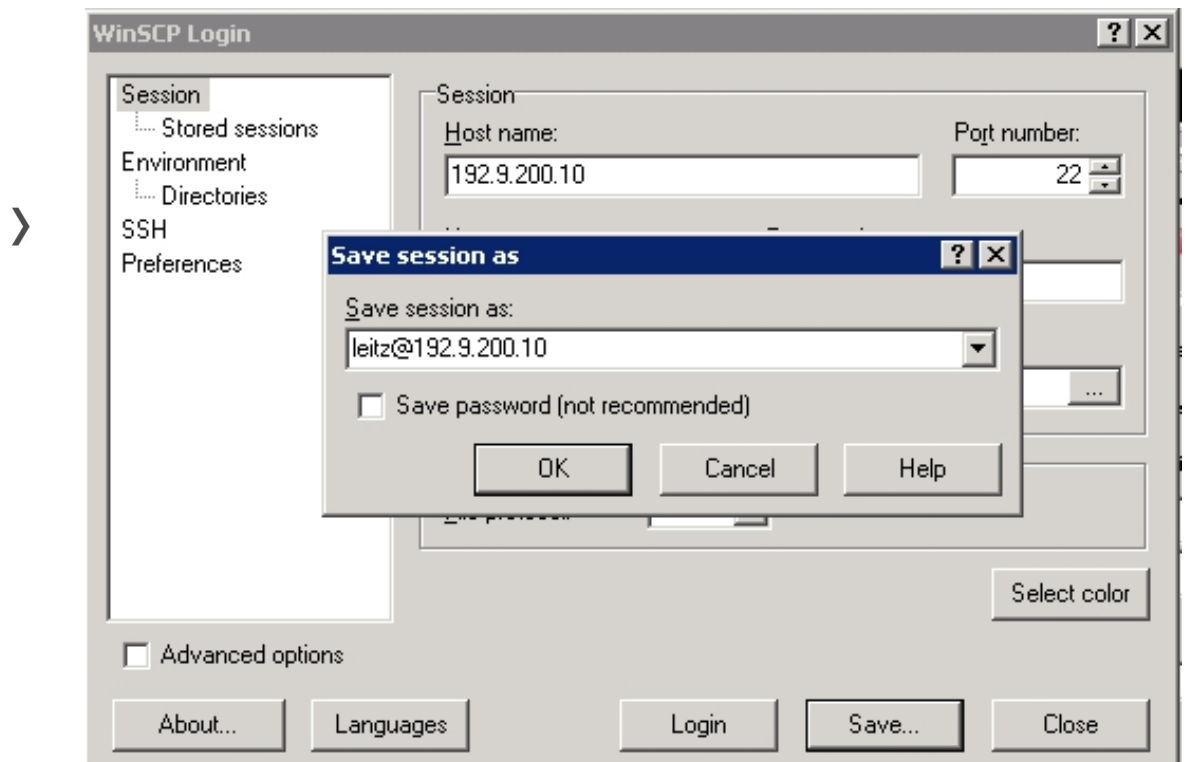 WinSCP Login
Session
Stored sessions
Environment
Directories
SSH
Preferences
Session
Host name:
Port number:
192.9.200.10
22
Save session as
Save session as:
leitz@192.9.200.10
Save password (not recommended)
OK
Cancel
Help
...
Select color
Advanced options
About...
Languages
Login
Save...
Close